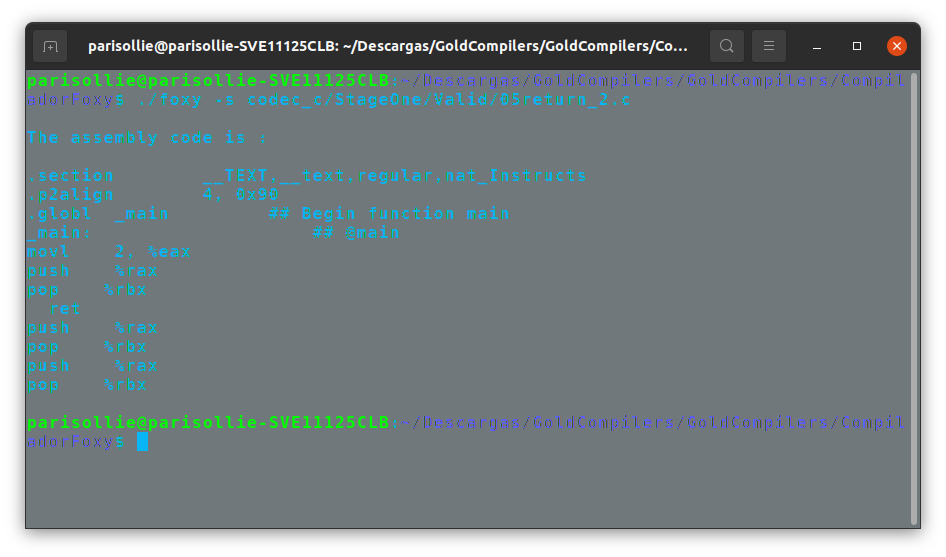 parisollie@parisollie-SVE11125CLB: ~/Descargas/GoldCompilers/GoldCompilers/Co...
parisollie@parisollie-SVE11125CLB:~/Descargas/GoldCompilers/GoldCompilers/Compil
adorFoxy$ ./foxy -s codec_c/StageOne/Valid/05return_2.c
The assembly code is :
.section        __TEXT,__text,regular,nat_Instructs
.p2align        4, 0x90
.globl  _main         ## Begin function main
_main:                    ## @main
movl    2, %eax
push    %rax
pop    %rbx
  ret
push    %rax
pop    %rbx
push    %rax
pop    %rbx
parisollie@parisollie-SVE11125CLB:~/Descargas/GoldCompilers/GoldCompilers/Compil
adorFoxy$